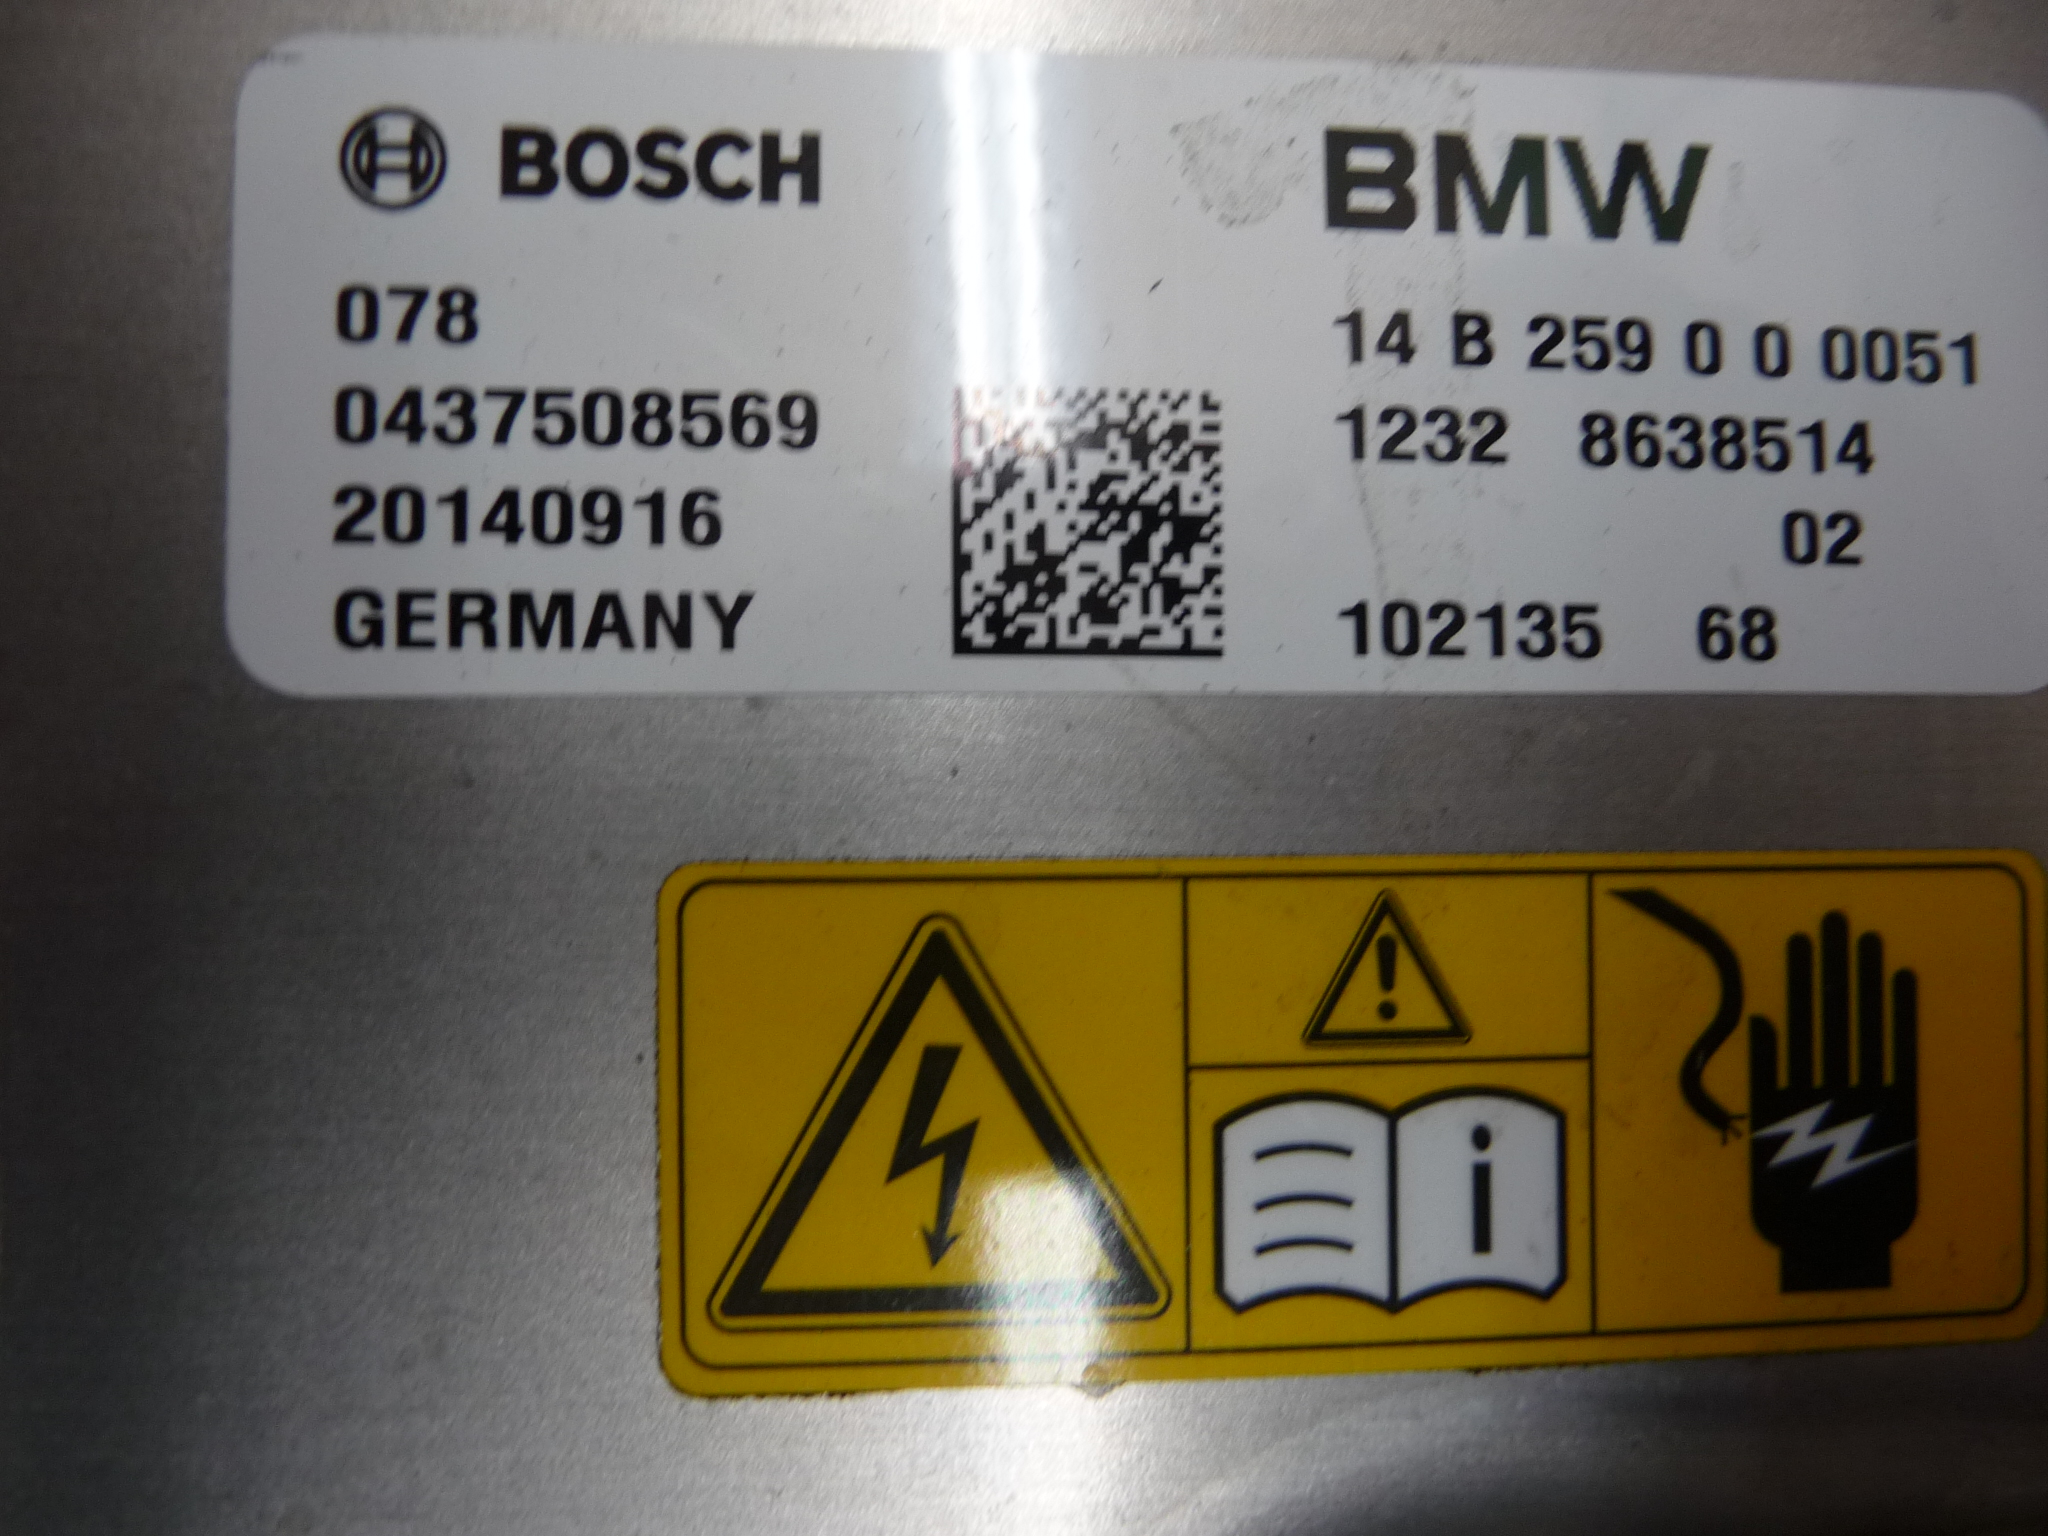 BOSCH
078
0437508569
20140916
GERMANY
BMW
14 B 259 0 0 0051
1232 8638514
02
102135 68
!
i